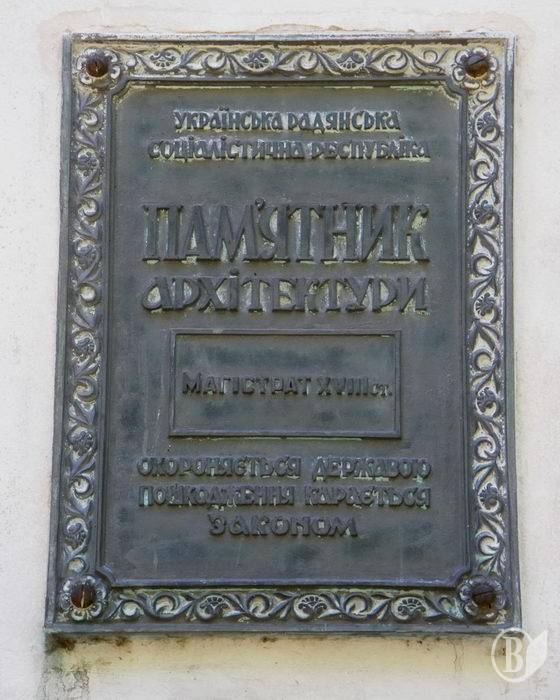 УКРАЇНСЬКА РАДЯНСЬКА
СОЦІАЛІСТИЧНА РЕСПУБЛІКА
ПАМ'ЯТНИК
АРХІТЕКТУРИ
МАГІСТРАТ XVIII СТ.
ОХОРОНЯЄТЬСЯ ДЕРЖАВОЮ
ПОШКОДЖЕННЯ КАРАЄТЬСЯ
ЗАКОНОМ
В